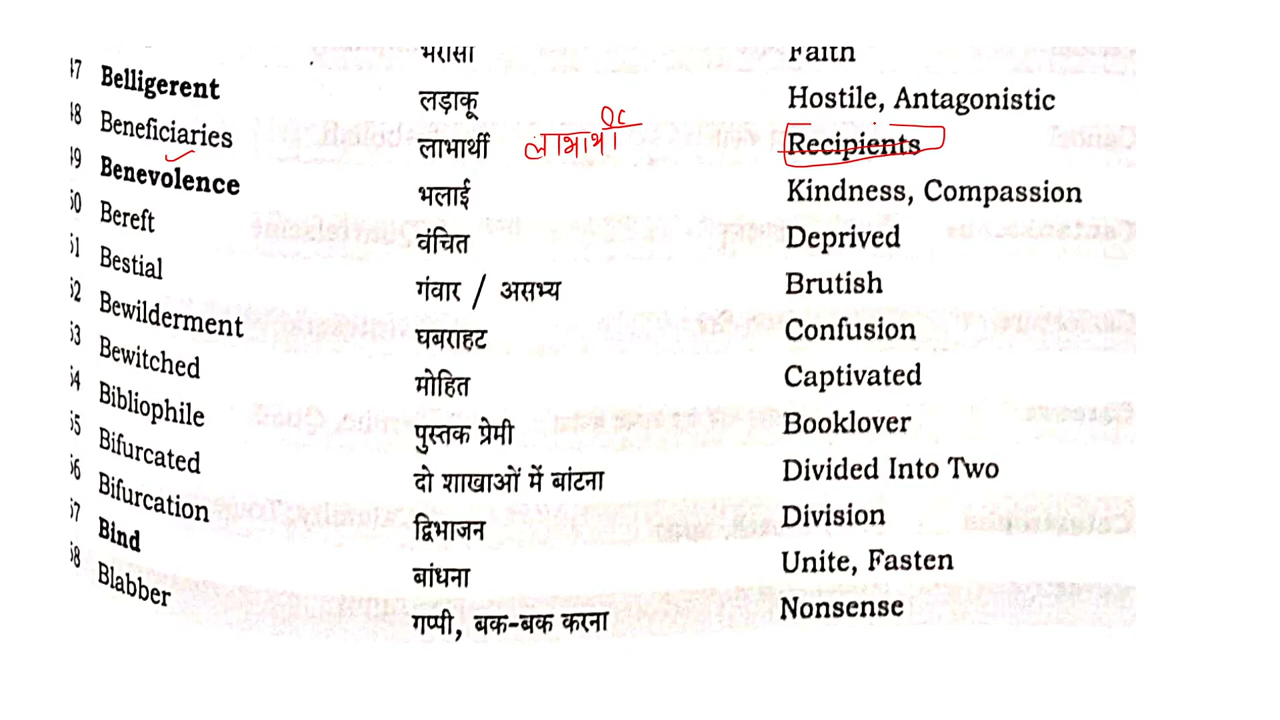 भरोसा Faith
47 Belligerent लड़ाकू Hostile, Antagonistic
48 Beneficiaries लाभार्थी लाभार्थी Recipients
49 Benevolence भलाई Kindness, Compassion
50 Bereft वंचित Deprived
51 Bestial गंवार / असभ्य Brutish
52 Bewilderment घबराहट Confusion
53 Bewitched मोहित Captivated
54 Bibliophile पुस्तक प्रेमी Booklover
55 Bifurcated दो शाखाओं में बांटना Divided Into Two
56 Bifurcation द्विभाजन Division
57 Bind बांधना Unite, Fasten
58 Blabber गप्पी, बक-बक करना Nonsense